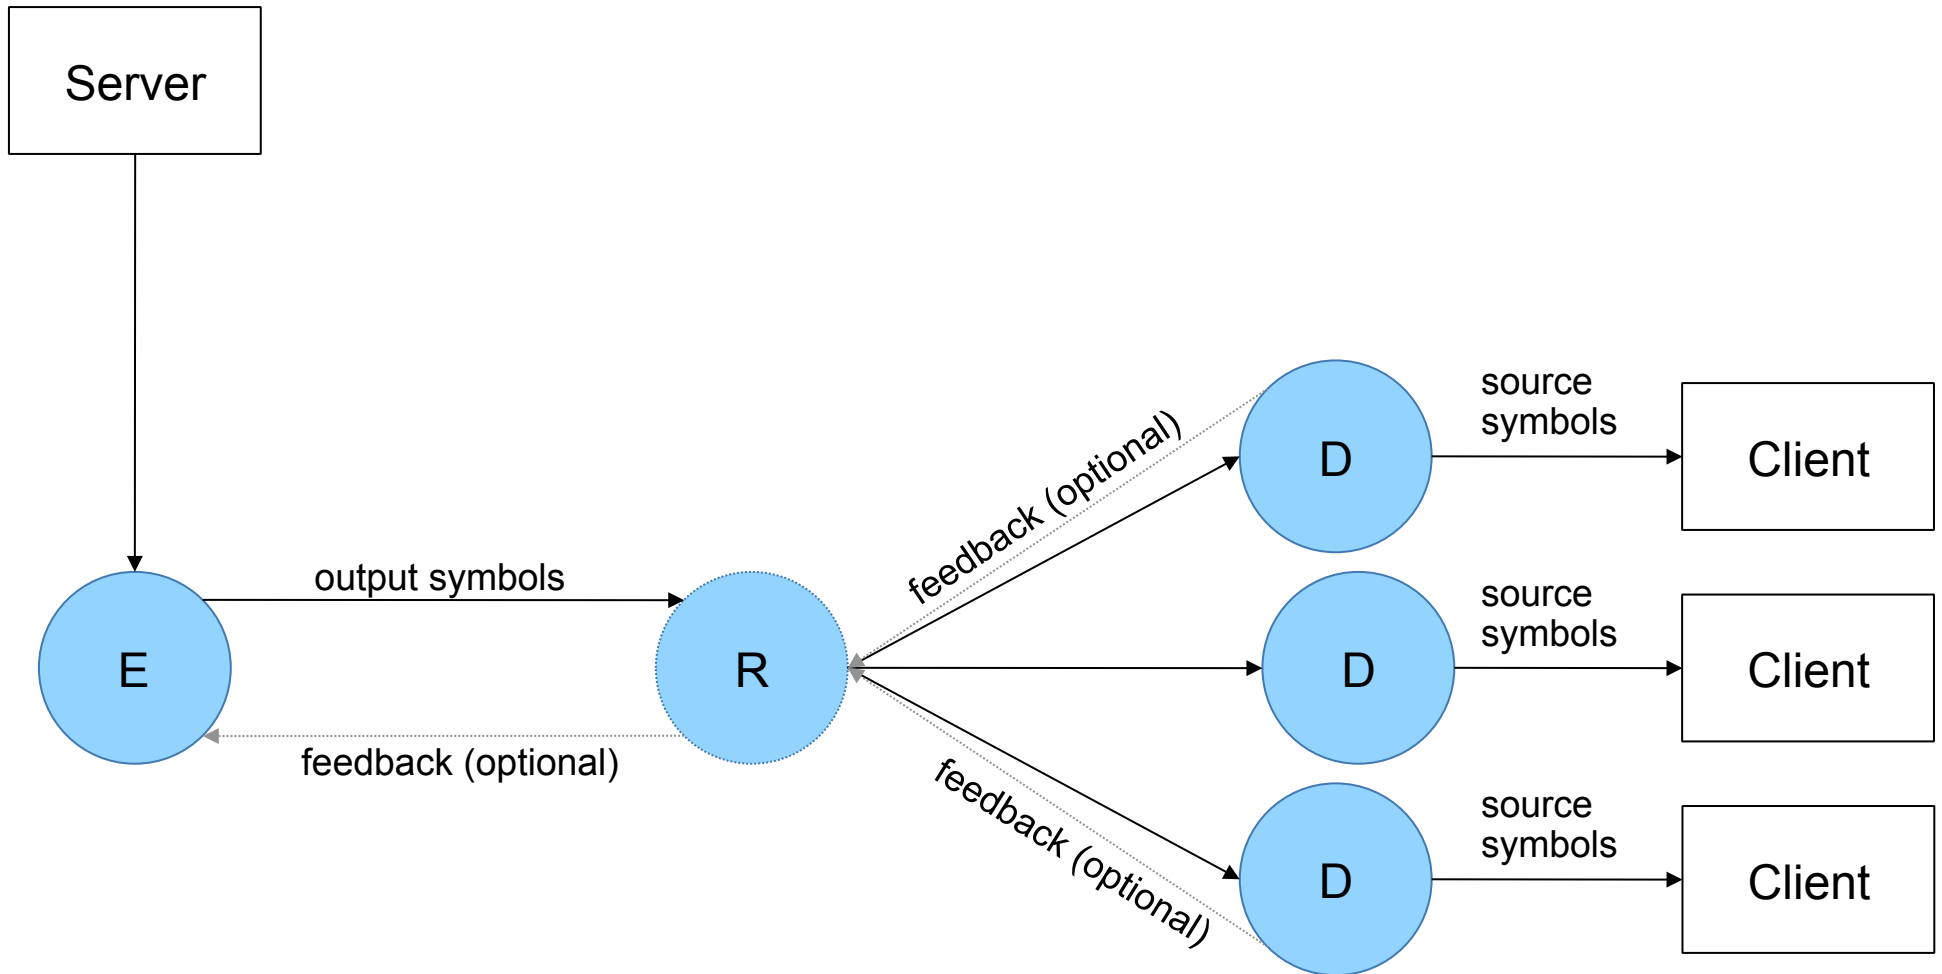 Server
source
symbols
D
Client
feedback (optional)
output symbols
E
R
source
symbols
D
Client
feedback (optional)
feedback (optional)
source
symbols
D
Client